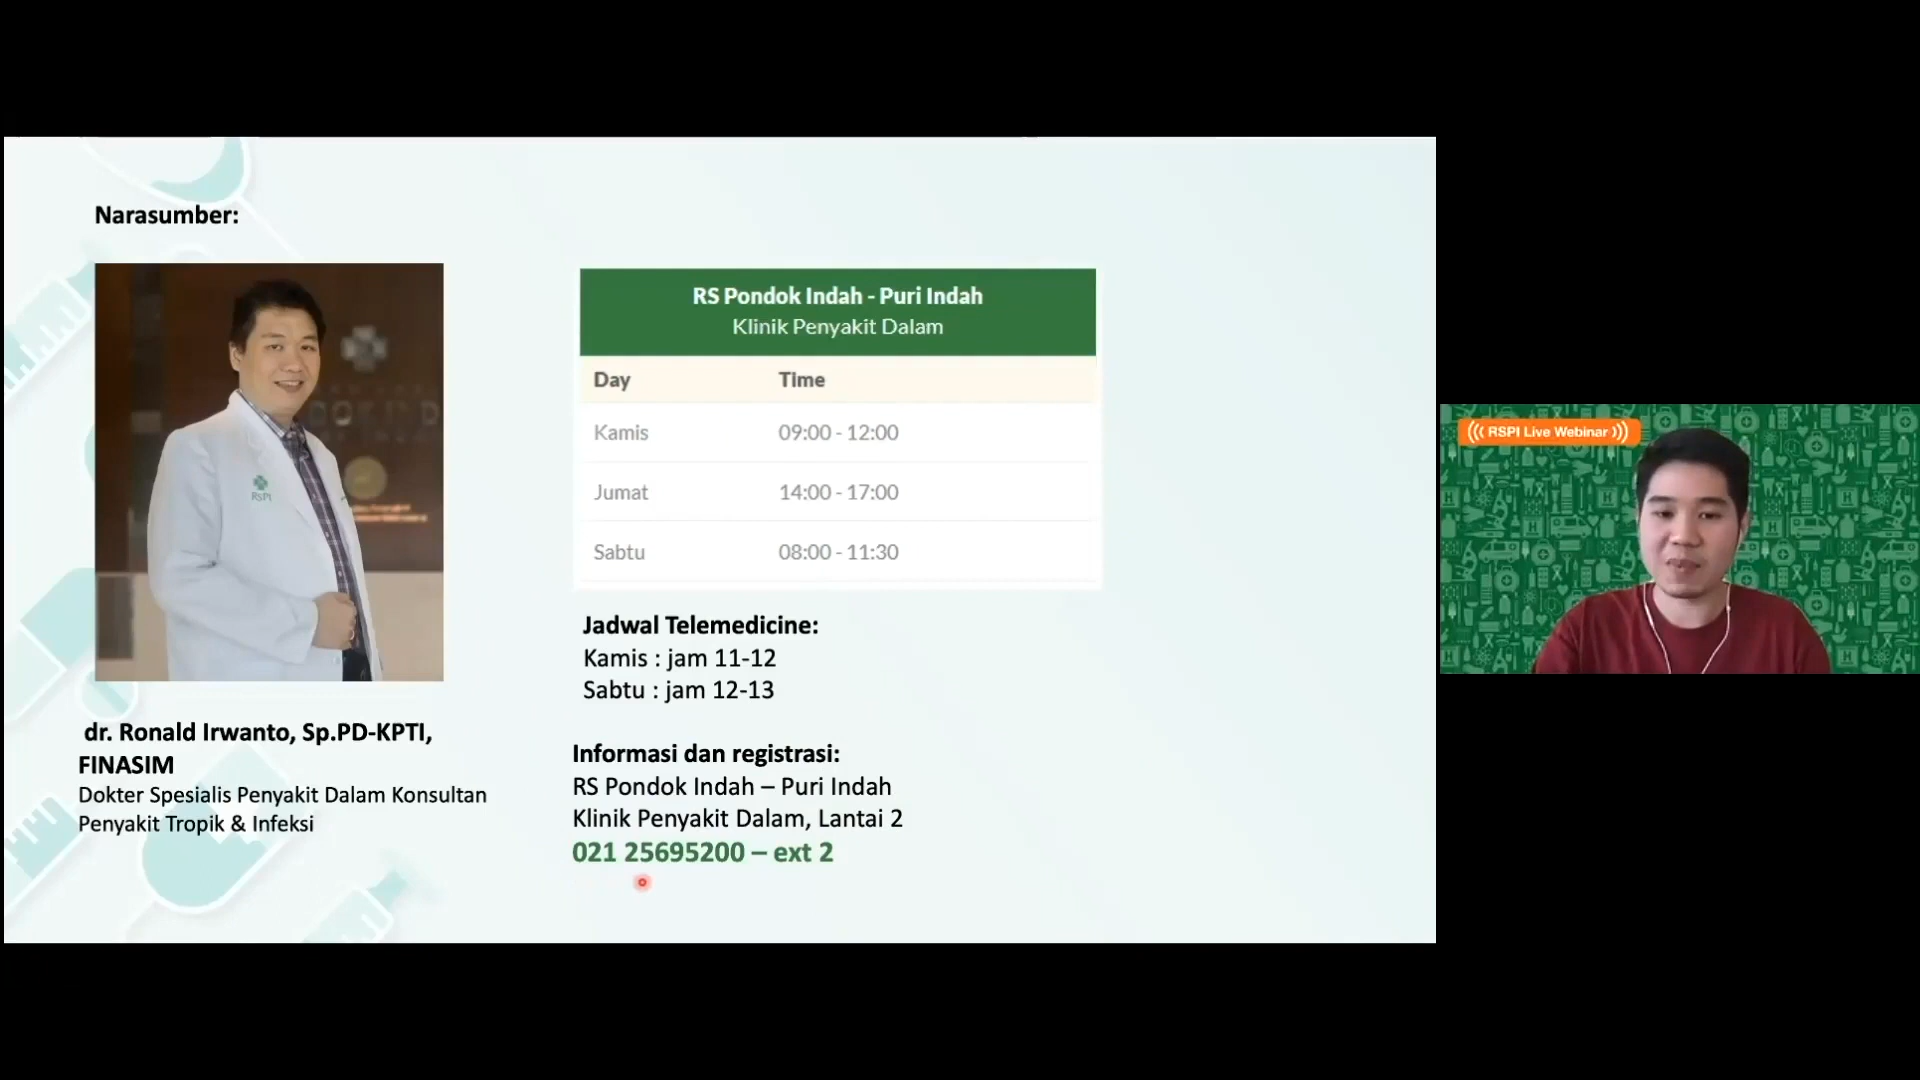 Narasumber:
RSPI
dr. Ronald Irwanto, Sp.PD-KPTI,
FINASIM
Dokter Spesialis Penyakit Dalam Konsultan
Penyakit Tropik & Infeksi
RS Pondok Indah - Puri Indah
Klinik Penyakit Dalam
Day Time
Kamis 09:00 - 12:00
Jumat 14:00 - 17:00
Sabtu 08:00 - 11:30
Jadwal Telemedicine:
Kamis : jam 11-12
Sabtu : jam 12-13
Informasi dan registrasi:
RS Pondok Indah – Puri Indah
Klinik Penyakit Dalam, Lantai 2
021 25695200 – ext 2
((( RSPI Live Webinar )))